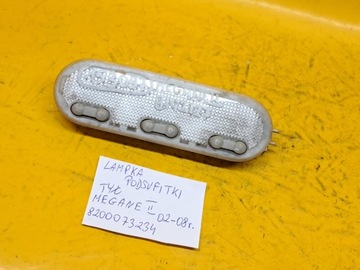 LAMPKA
PODSUFITKI
TYŁ
MEGANE II 02-08r.
8200073234